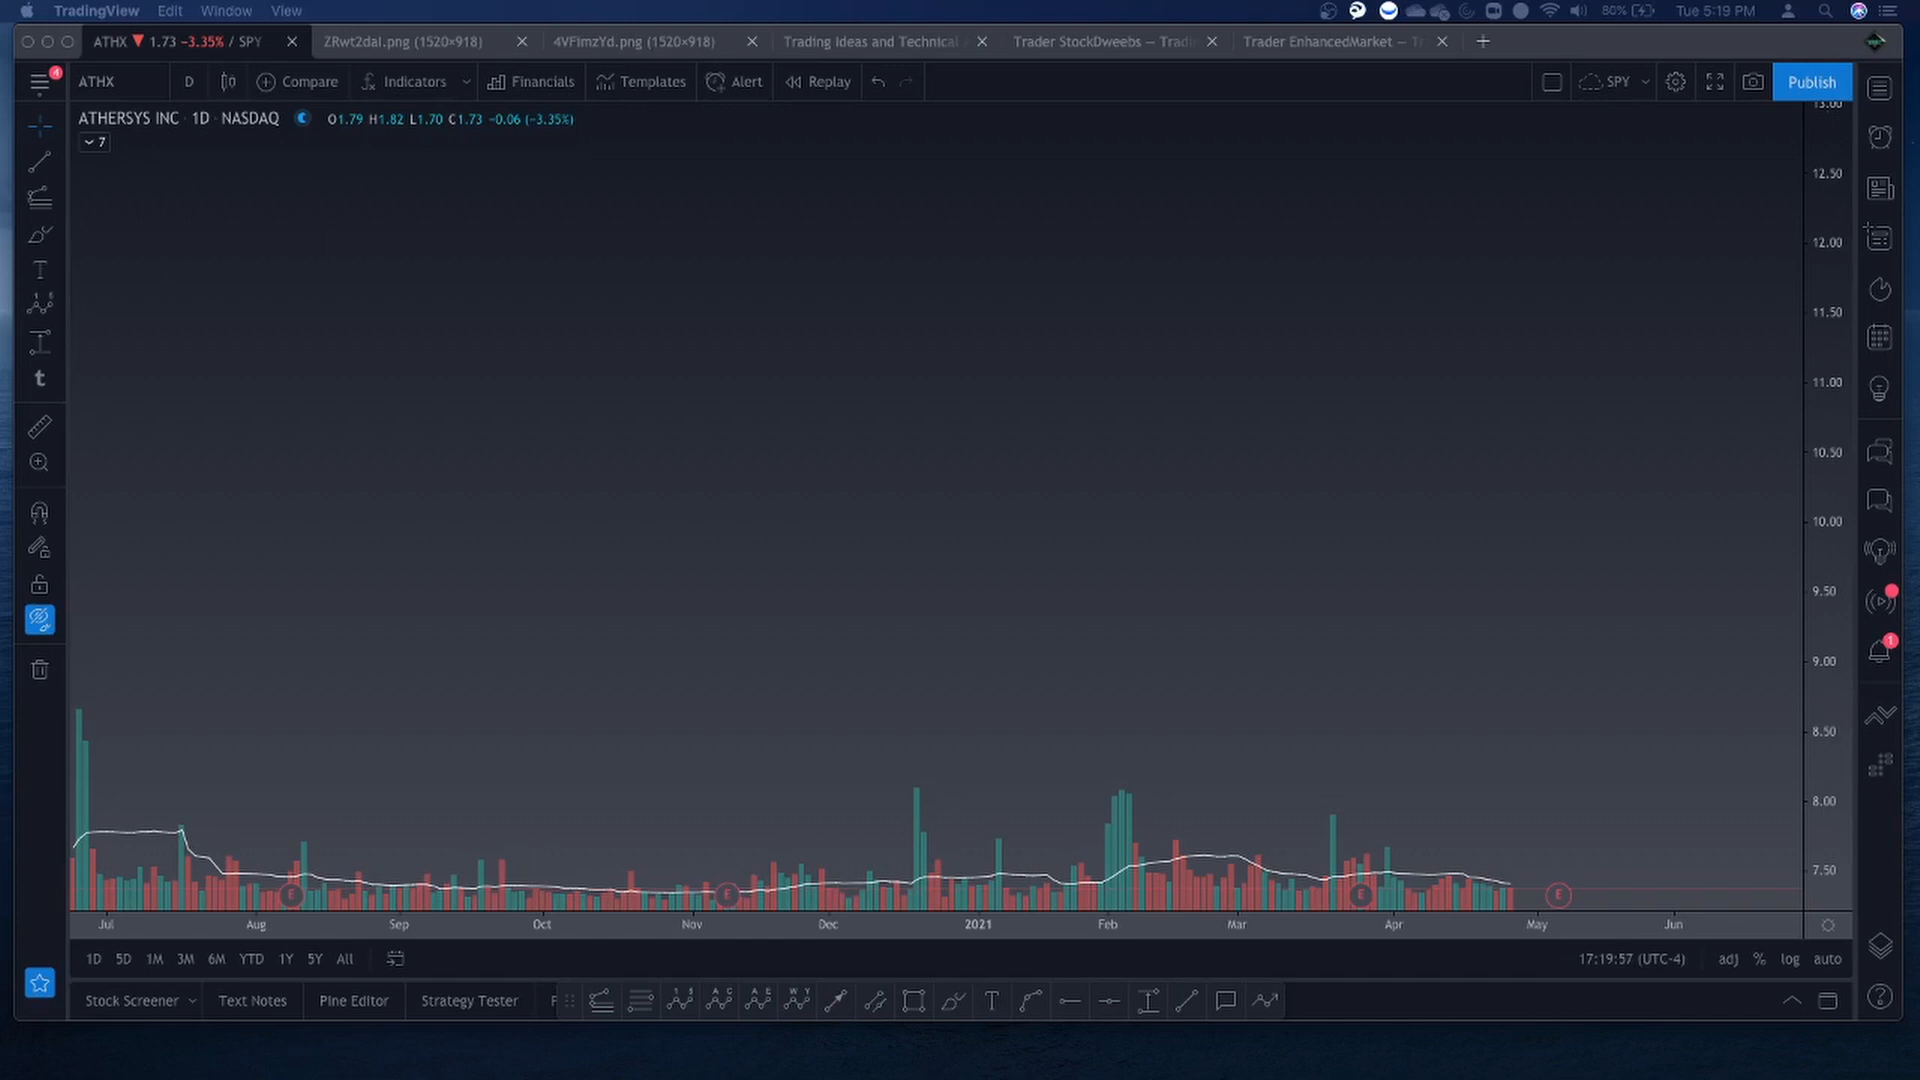 TradingView Edit Window View 80% Tue 5:19 PM
ATHX ▼ 1.73 −3.35% / SPY ZRwt2daI.png (1520×918) 4VFimzYd.png (1520×918) Trading Ideas and Technical Trader StockDweebs — Tradin Trader EnhancedMarket — Tr
4 ATHX D Compare Indicators Financials Templates Alert Replay SPY Publish
ATHERSYS INC · 1D · NASDAQ O1.79 H1.82 L1.70 C1.73 −0.06 (−3.35%)
7
13.00
12.50
12.00
11.50
11.00
10.50
10.00
9.50
9.00
8.50
8.00
7.50
1
E E E E
Jul Aug Sep Oct Nov Dec 2021 Feb Mar Apr May Jun
1D 5D 1M 3M 6M YTD 1Y 5Y All 17:19:57 (UTC-4) adj % log auto
Stock Screener Text Notes Pine Editor Strategy Tester